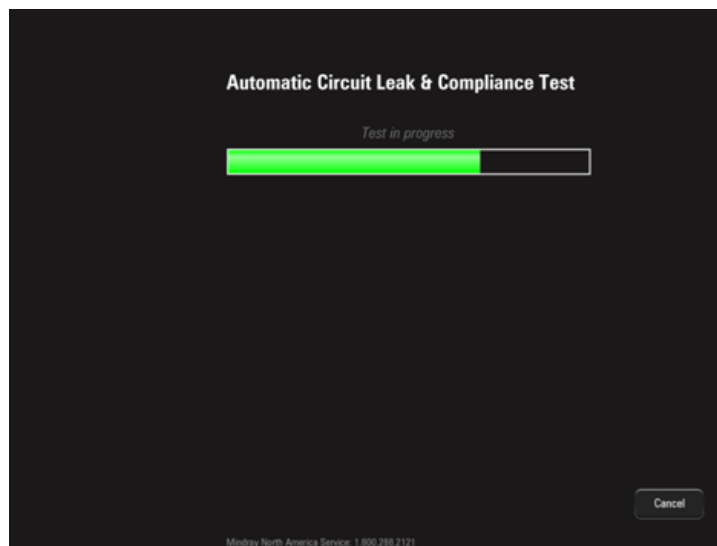 Automatic Circuit Leak & Compliance Test
Test in progress
Cancel
Mindray North America Service: 1.800.288.2121